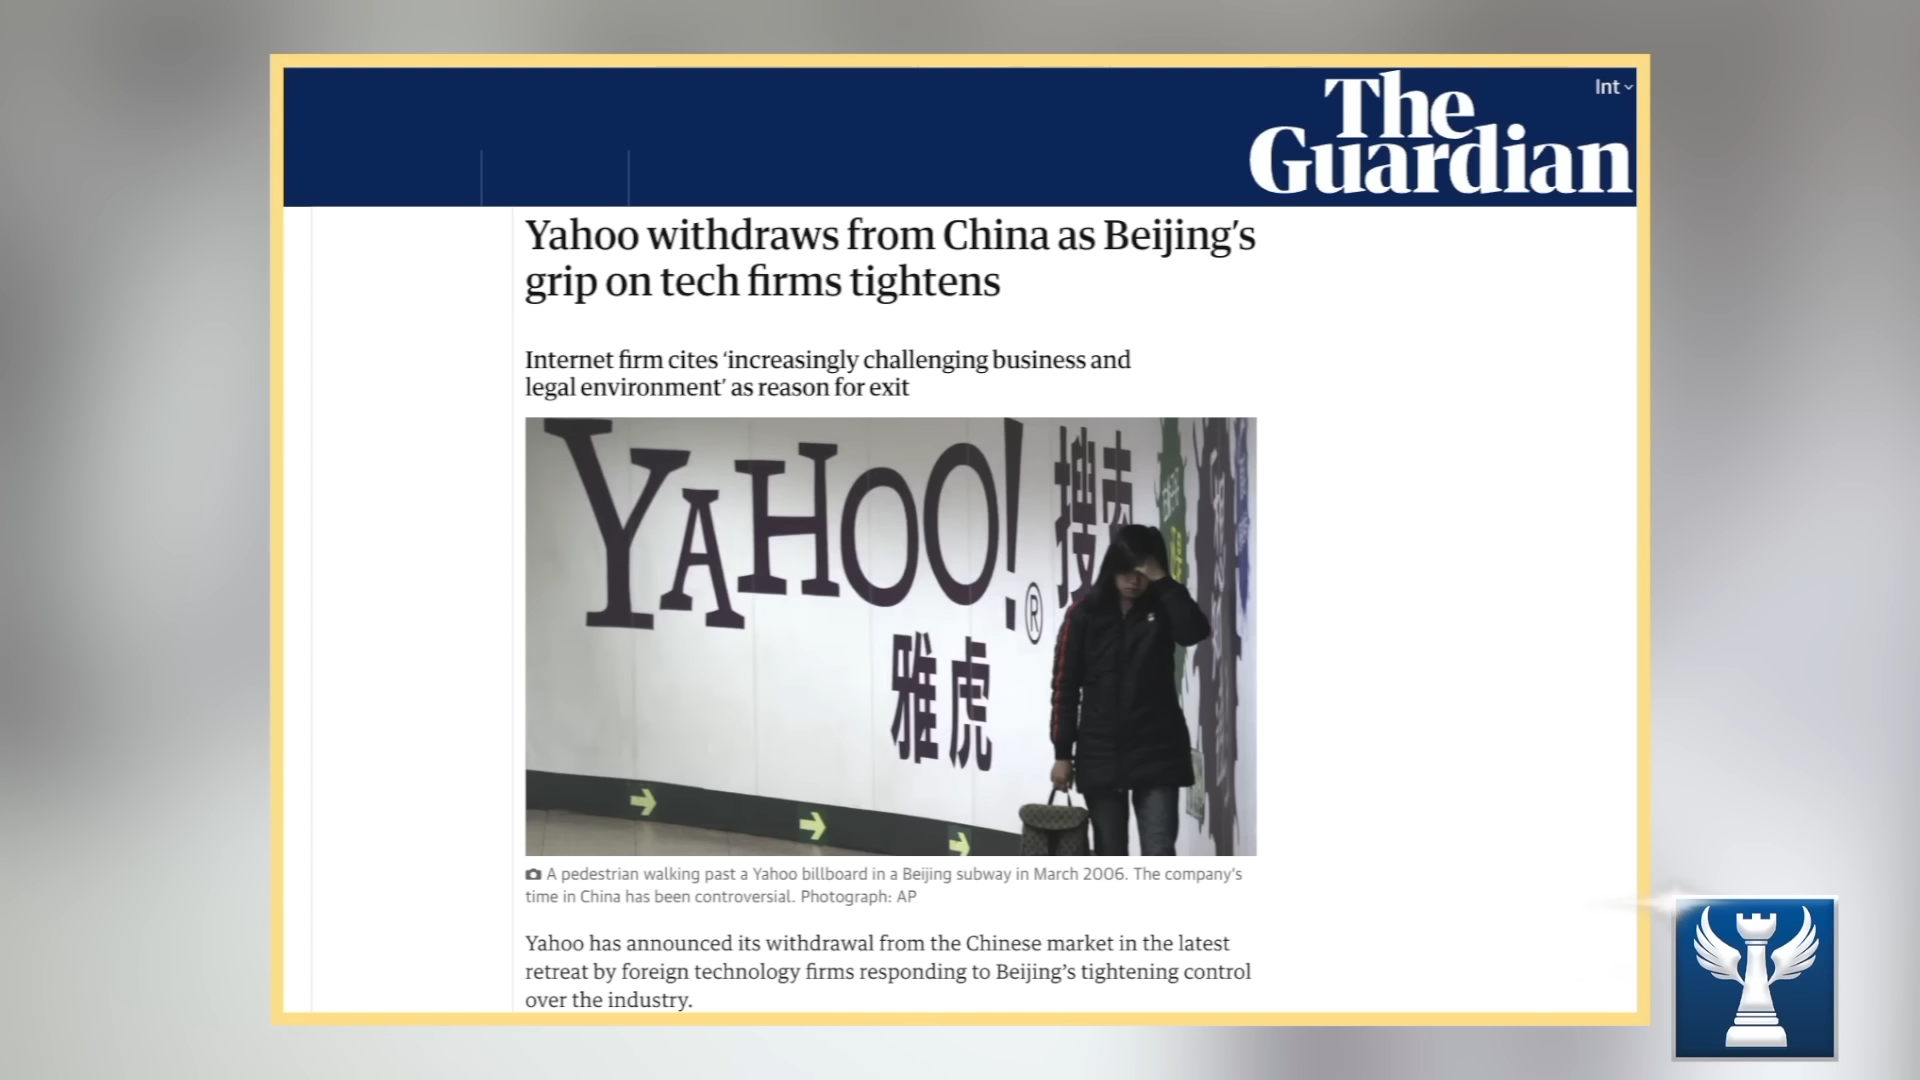 The
Guardian
Int
Yahoo withdraws from China as Beijing’s
grip on tech firms tightens
Internet firm cites ‘increasingly challenging business and
legal environment’ as reason for exit
YAHOO!®
搜
雅虎
A pedestrian walking past a Yahoo billboard in a Beijing subway in March 2006. The company’s
time in China has been controversial. Photograph: AP
Yahoo has announced its withdrawal from the Chinese market in the latest
retreat by foreign technology firms responding to Beijing’s tightening control
over the industry.